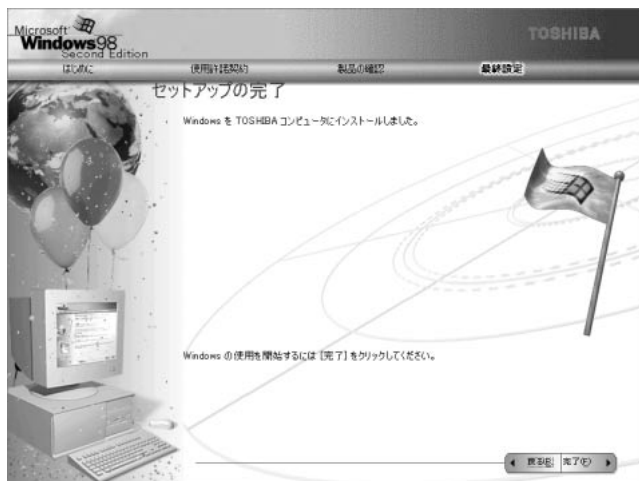 Microsoft
Windows98
Second Edition
TOSHIBA
はじめに 使用許諾契約 製品の確認 最終設定
セットアップの完了
Windows を TOSHIBA コンピュータにインストールしました。
Windows の使用を開始するには [完了] をクリックしてください。
戻る(B) 完了(F)